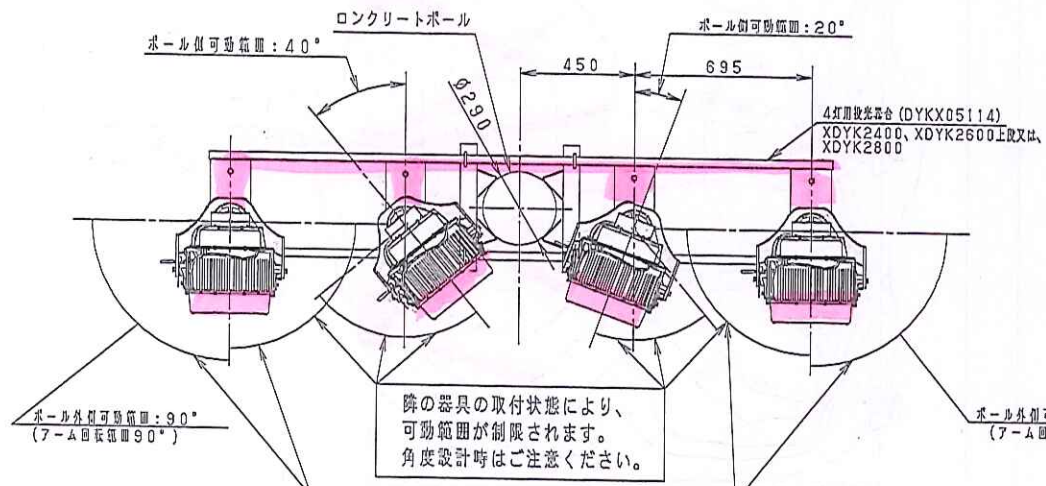 コンクリートポール
ポール側可動範囲：40°
ポール側可動範囲：20°
450
695
φ290
4灯用投光器台 (DYKX05114)
XDYK2400、XDYK2600上段又は、
XDYK2800
ポール外側可動範囲：90°
(アーム回転範囲90°)
隣の器具の取付状態により、
可動範囲が制限されます。
角度設計時はご注意ください。
ポール外側可
(アーム回